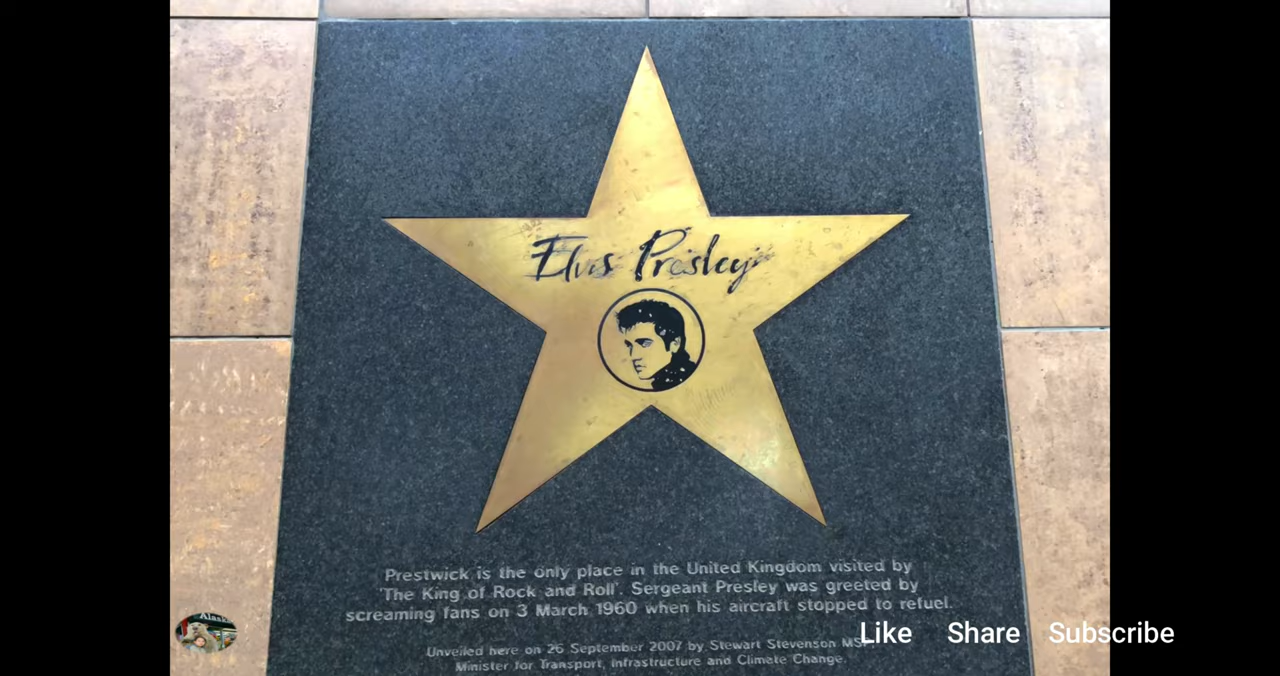 Elvis Presley
Prestwick is the only place in the United Kingdom visited by
'The King of Rock and Roll'. Sergeant Presley was greeted by
screaming fans on 3 March 1960 when his aircraft stopped to refuel.
Unveiled here on 26 September 2007 by Stewart Stevenson MSP
Minister for Transport, Infrastructure and Climate Change.
Alaska
Like Share Subscribe